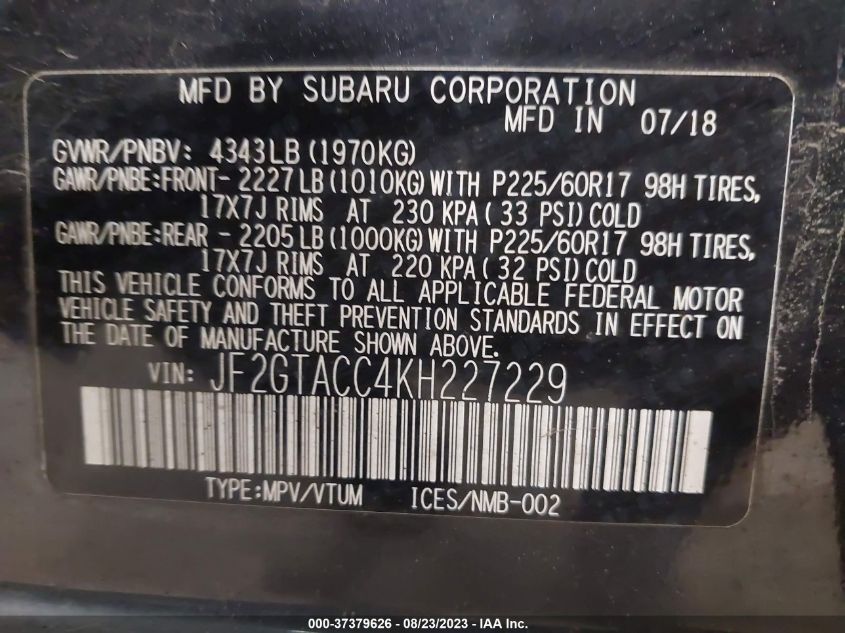 MFD BY SUBARU CORPORATION
MFD IN 07/18
GVWR/PNBV: 4343LB (1970KG)
GAWR/PNBE:FRONT- 2227LB (1010KG) WITH P225/60R17 98H TIRES,
17X7J RIMS AT 230 KPA( 33 PSI) COLD
GAWR/PNBE:REAR - 2205LB (1000KG) WITH P225/60R17 98H TIRES,
17X7J RIMS AT 220 KPA( 32 PSI) COLD
THIS VEHICLE CONFORMS TO ALL APPLICABLE FEDERAL MOTOR
VEHICLE SAFETY AND THEFT PREVENTION STANDARDS IN EFFECT ON
THE DATE OF MANUFACTURE SHOWN ABOVE.
VIN: JF2GTACC4KH227229
TYPE:MPV/VTUM ICES/NMB-002
000-37379626 - 08/23/2023 - IAA Inc.